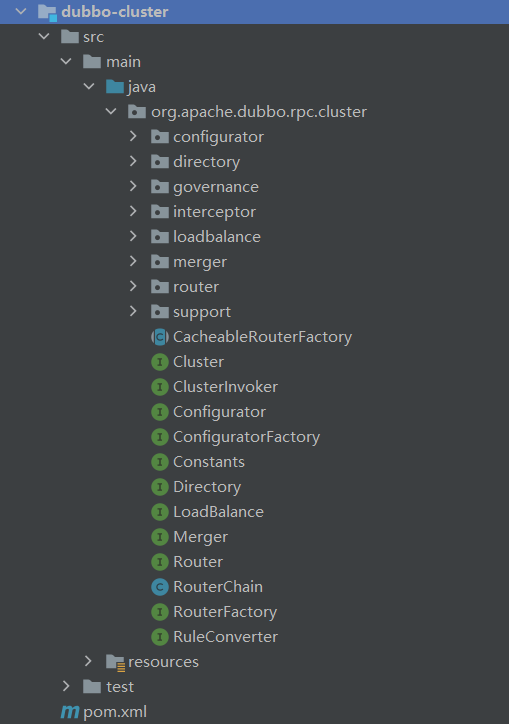 dubbo-cluster
src
main
java
org.apache.dubbo.rpc.cluster
configurator
directory
governance
interceptor
loadbalance
merger
router
support
CacheableRouterFactory
Cluster
ClusterInvoker
Configurator
ConfiguratorFactory
Constants
Directory
LoadBalance
Merger
Router
RouterChain
RouterFactory
RuleConverter
resources
test
pom.xml